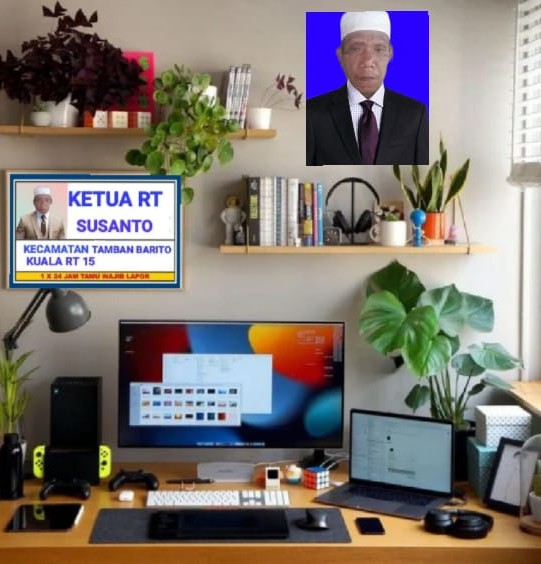 KETUA RT
SUSANTO
KECAMATAN TAMBAN BARITO
KUALA RT 15
1 X 24 JAM TAMU WAJIB LAPOR